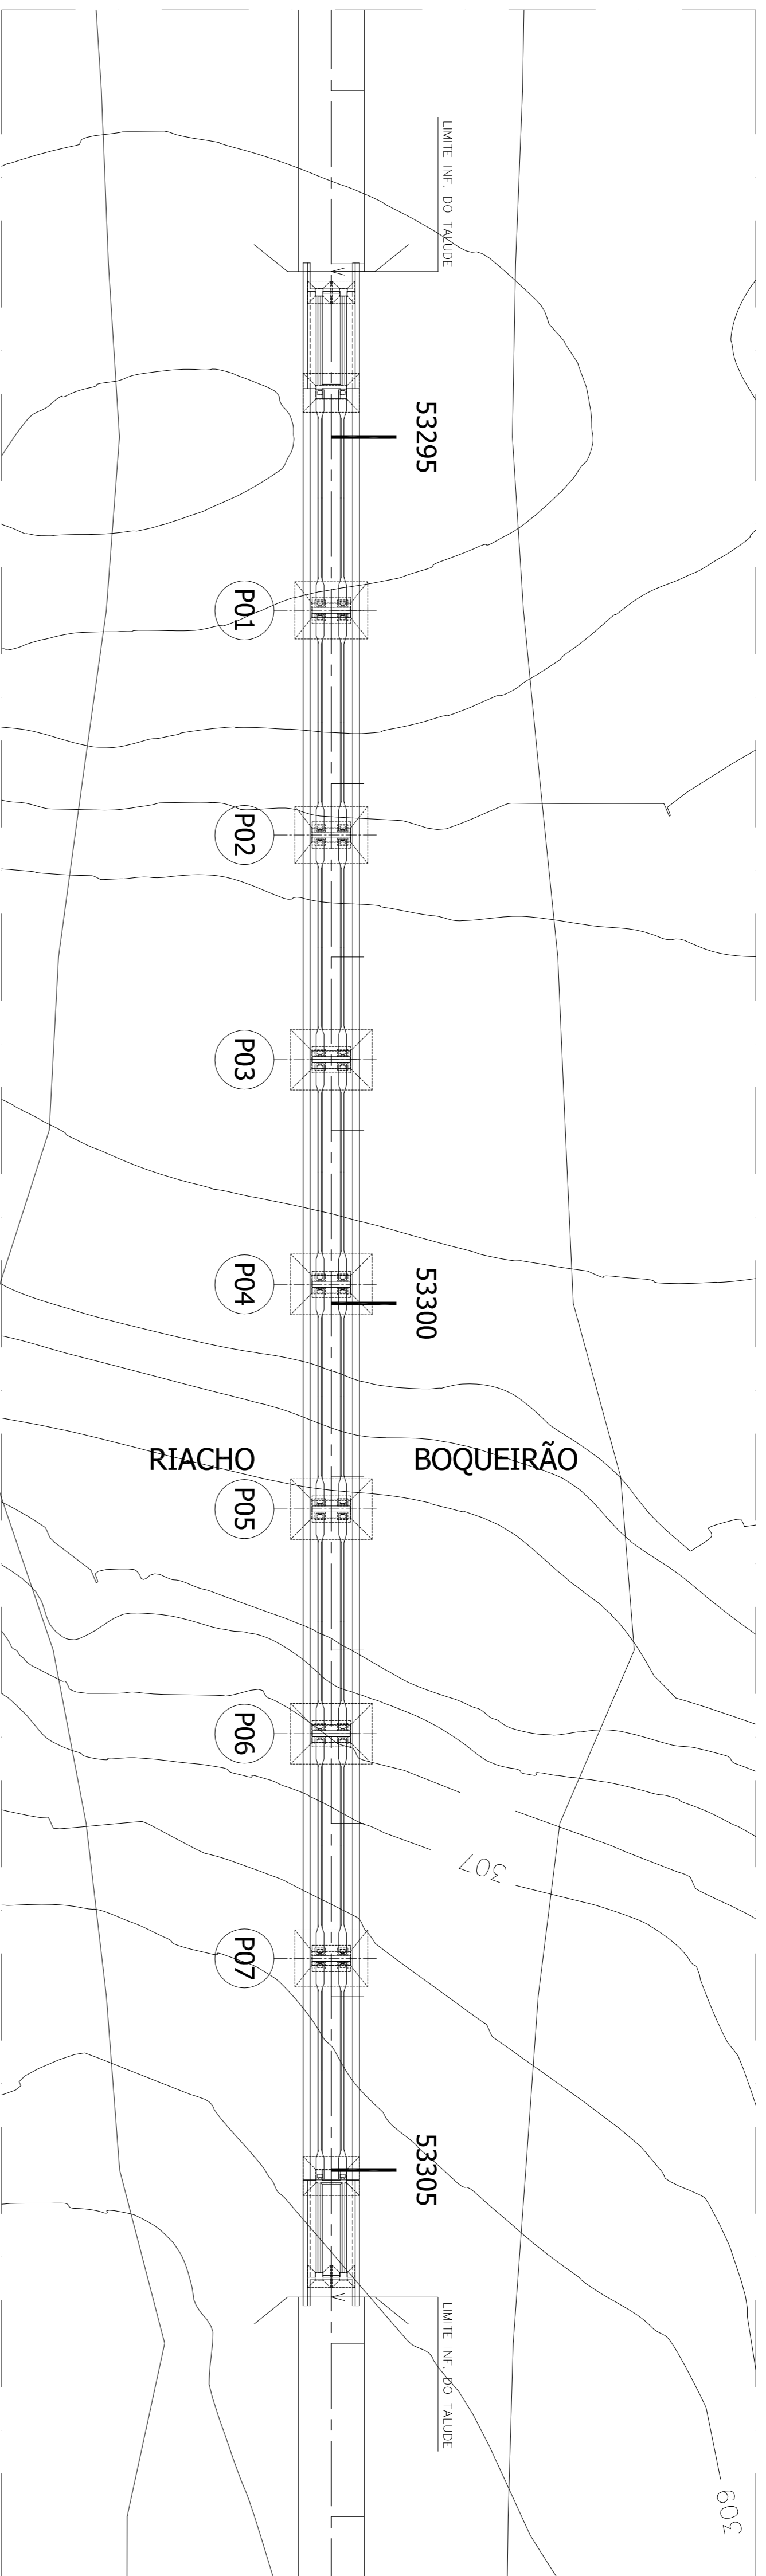 LIMITE INF. DO TALUDE
53295
P01
P02
P03
P04
53300
RIACHO BOQUEIRÃO
P05
P06
307
P07
53305
LIMITE INF. DO TALUDE
309